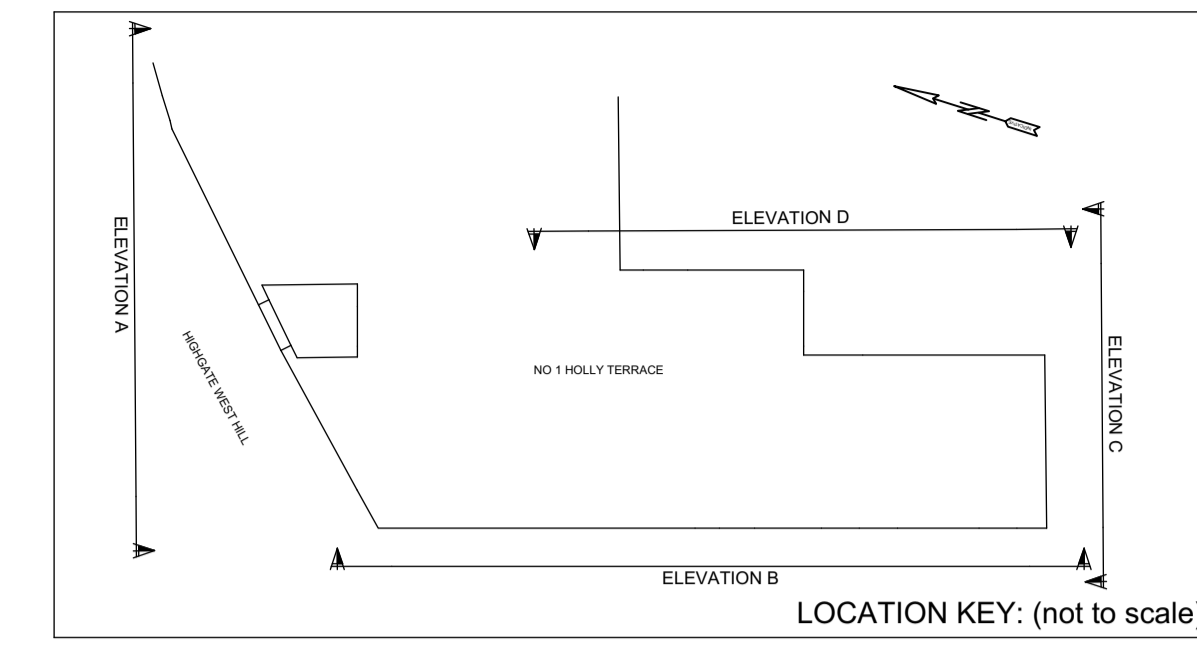 ELEVATION A
HIGHGATE WEST HILL
ELEVATION D
N
NO 1 HOLLY TERRACE
ELEVATION C
ELEVATION B
LOCATION KEY: (not to scale)